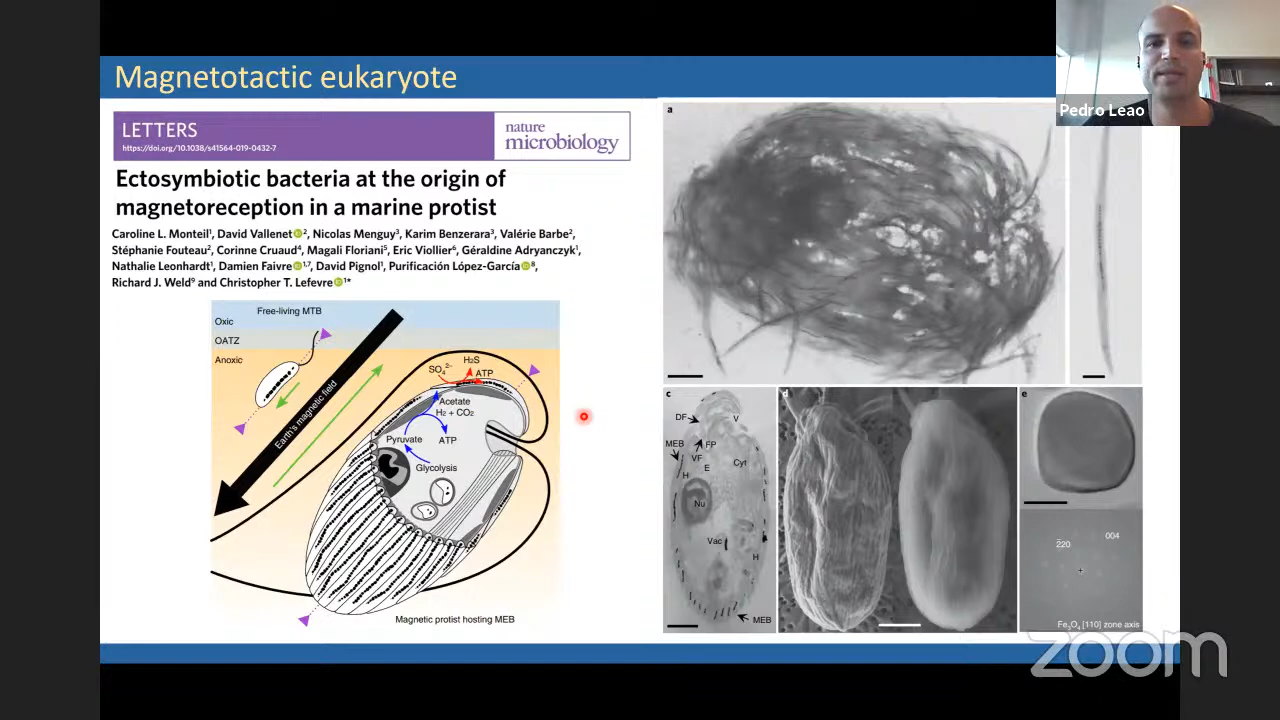 Magnetotactic eukaryote
Pedro Leao
LETTERS
https://doi.org/10.1038/s41564-019-0432-7
nature
microbiology
Ectosymbiotic bacteria at the origin of
magnetoreception in a marine protist
Caroline L. Monteil¹, David Vallenet², Nicolas Menguy³, Karim Benzerara³, Valérie Barbe²,
Stéphanie Fouteau², Corinne Cruaud⁴, Magali Floriani⁵, Eric Viollier⁶, Géraldine Adryanczyk¹,
Nathalie Leonhardt¹, Damien Faivre¹,⁷, David Pignol¹, Purificación López-García⁸,
Richard J. Weld⁹ and Christopher T. Lefevre¹*
Free-living MTB
Oxic
OATZ
Anoxic
Earth's magnetic field
SO₄²⁻
H₂S
ATP
Acetate
H₂ + CO₂
Pyruvate
ATP
Glycolysis
Magnetic protist hosting MEB
a
c
DF
V
MEB
FP
VF
H
E
Cyt
Nu
Vac
H
MEB
d
e
2̄20
004
Fe₃O₄ [110] zone axis
zoom